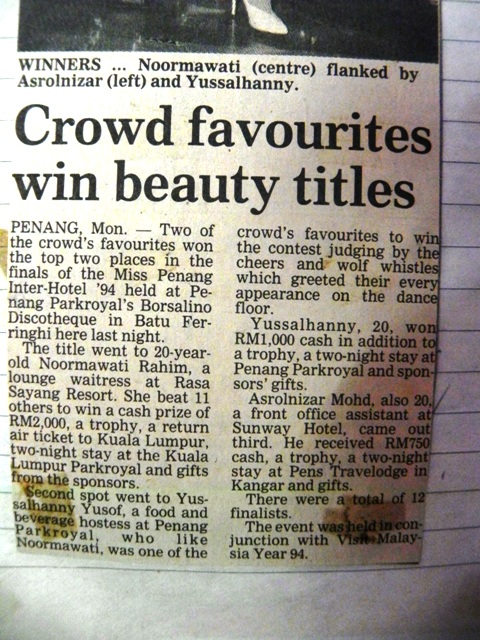 WINNERS ... Noormawati (centre) flanked by
Asrolnizar (left) and Yussalhanny.
Crowd favourites
win beauty titles
PENANG, Mon. — Two of
the crowd's favourites won
the top two places in the
finals of the Miss Penang
Inter-Hotel '94 held at Pe-
nang Parkroyal's Borsalino
Discotheque in Batu Fer-
ringhi here last night.
The title went to 20-year-
old Noormawati Rahim, a
lounge waitress at Rasa
Sayang Resort. She beat 11
others to win a cash prize of
RM2,000, a trophy, a return
air ticket to Kuala Lumpur,
two-night stay at the Kuala
Lumpur Parkroyal and gifts
from the sponsors.
Second spot went to Yus-
salhanny Yusof, a food and
beverage hostess at Penang
Parkroyal, who like
Noormawati, was one of the
crowd's favourites to win
the contest judging by the
cheers and wolf whistles
which greeted their every
appearance on the dance
floor.
Yussalhanny, 20, won
RM1,000 cash in addition to
a trophy, a two-night stay at
Penang Parkroyal and spon-
sors' gifts.
Asrolnizar Mohd, also 20,
a front office assistant at
Sunway Hotel, came out
third. He received RM750
cash, a trophy, a two-night
stay at Pens Travelodge in
Kangar and gifts.
There were a total of 12
finalists.
The event was held in con-
junction with Visit Malay-
sia Year 94.